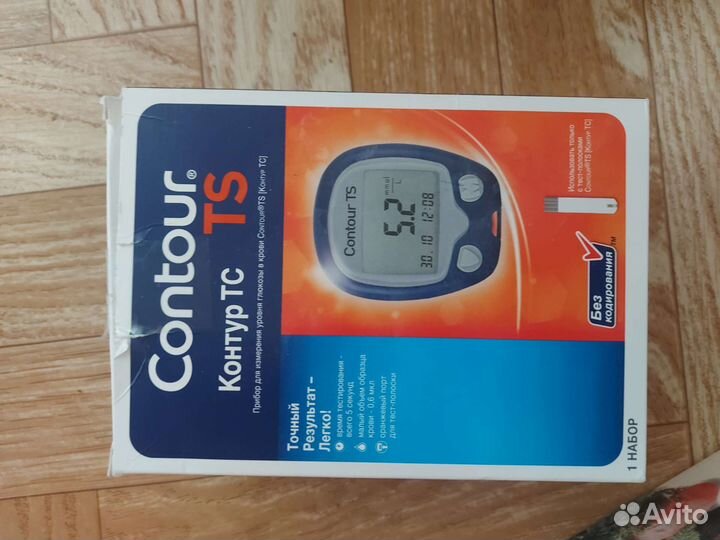 Contour®
TS
Контур ТС
Прибор для измерения уровня глюкозы в крови Contour®TS [Контур ТС]
Contour TS
5.2
mmol
L
30.10 12:08
Использовать только
с тест-полосками
Contour®TS [Контур ТС]
Без
кодирования™
Точный
Результат –
Легко!
время тестирования -
всего 5 секунд
малый объем образца
крови - 0,6 мкл
оранжевый порт
для тест-полоски
1 НАБОР
Avito